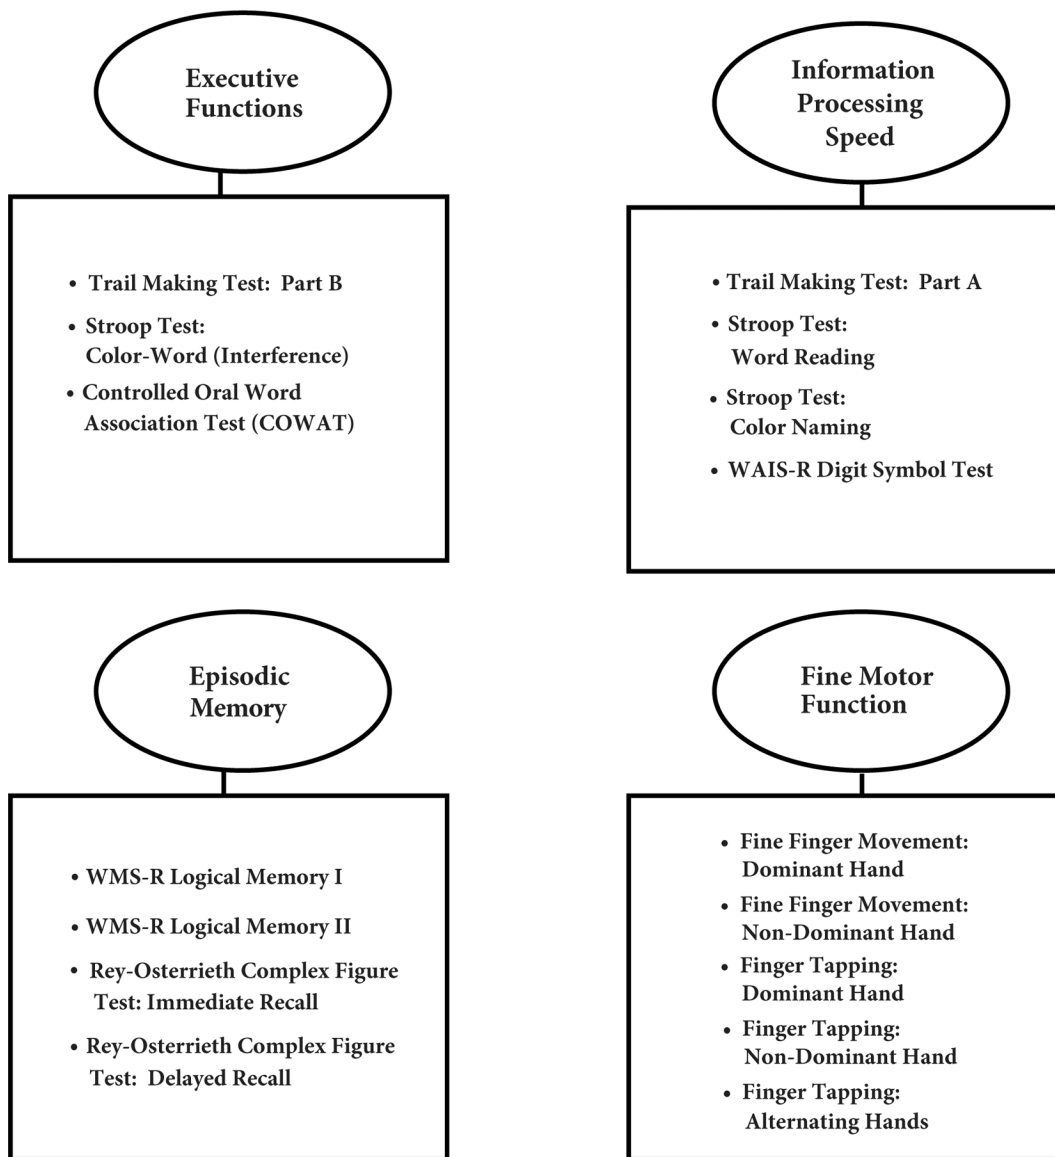 Executive
Functions
• Trail Making Test: Part B
• Stroop Test:
Color-Word (Interference)
• Controlled Oral Word
Association Test (COWAT)
Information
Processing
Speed
• Trail Making Test: Part A
• Stroop Test:
Word Reading
• Stroop Test:
Color Naming
• WAIS-R Digit Symbol Test
Episodic
Memory
• WMS-R Logical Memory I
• WMS-R Logical Memory II
• Rey-Osterrieth Complex Figure
Test: Immediate Recall
• Rey-Osterrieth Complex Figure
Test: Delayed Recall
Fine Motor
Function
• Fine Finger Movement:
Dominant Hand
• Fine Finger Movement:
Non-Dominant Hand
• Finger Tapping:
Dominant Hand
• Finger Tapping:
Non-Dominant Hand
• Finger Tapping:
Alternating Hands